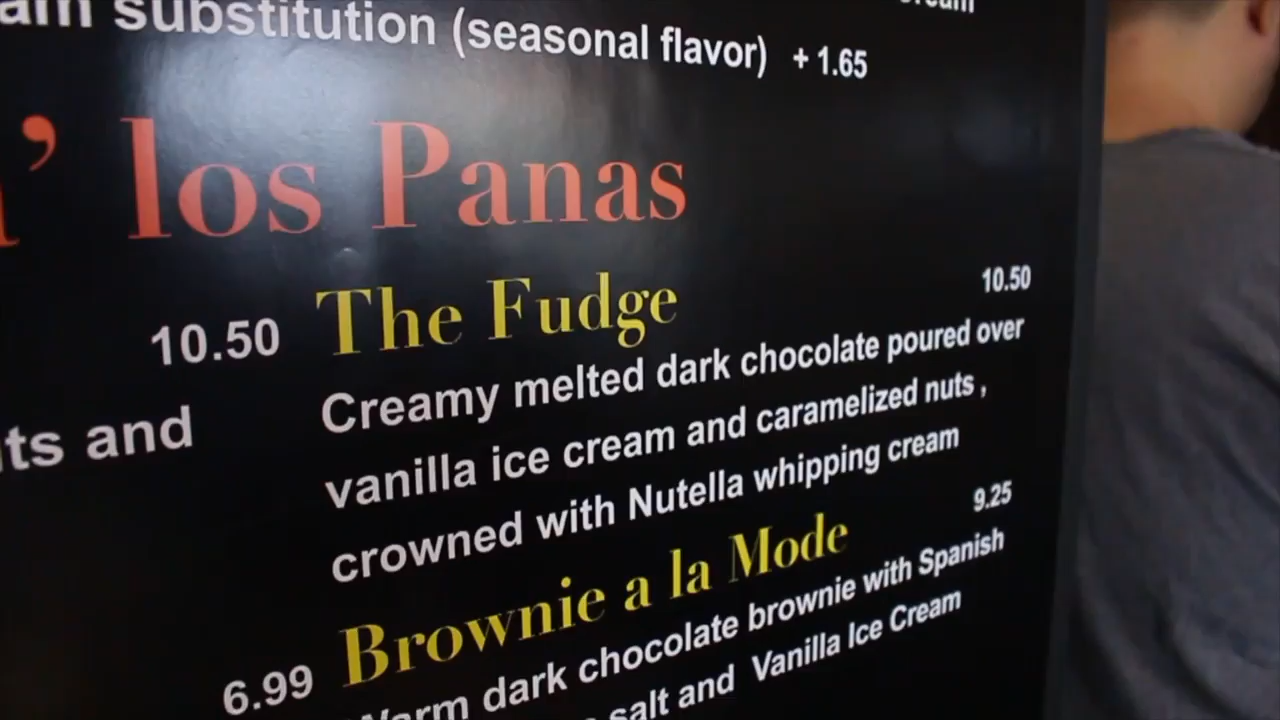 substitution (seasonal flavor) + 1.65
los Panas
10.50
ts and
6.99
The Fudge 10.50
Creamy melted dark chocolate poured over
vanilla ice cream and caramelized nuts ,
crowned with Nutella whipping cream
Brownie a la Mode 9.25
Warm dark chocolate brownie with Spanish
salt and Vanilla Ice Cream